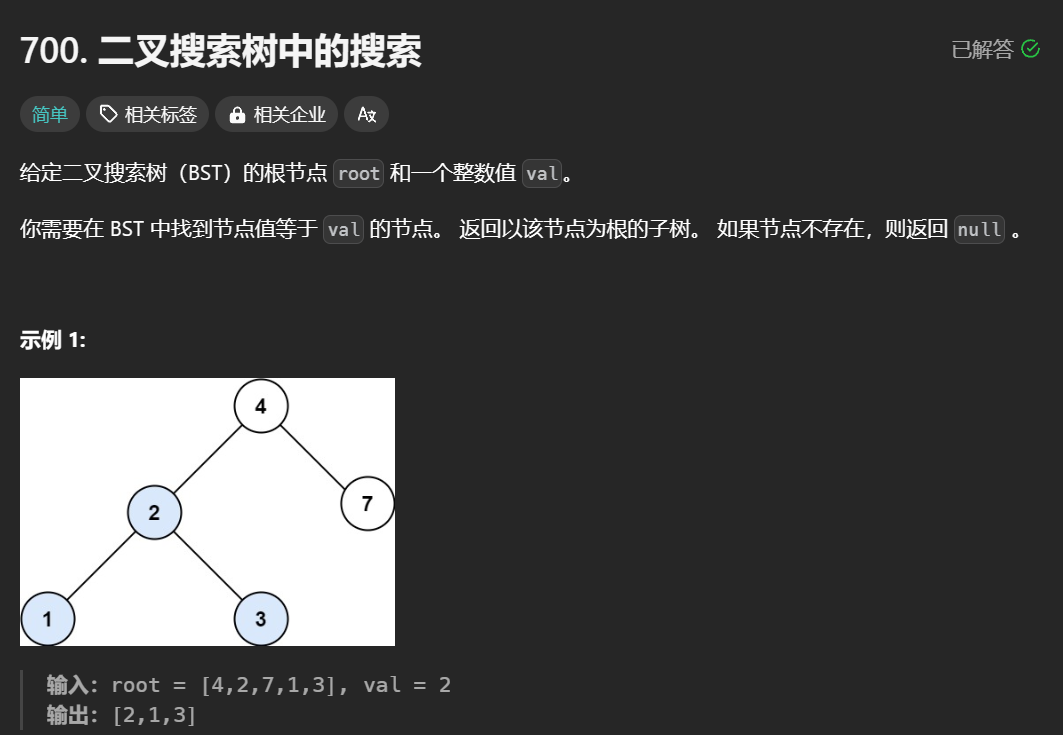 700. 二叉搜索树中的搜索
已解答
简单 相关标签 相关企业
给定二叉搜索树（BST）的根节点 root 和一个整数值 val。
你需要在 BST 中找到节点值等于 val 的节点。 返回以该节点为根的子树。 如果节点不存在，则返回 null 。
示例 1:
4
2
7
1
3
输入：root = [4,2,7,1,3], val = 2
输出：[2,1,3]